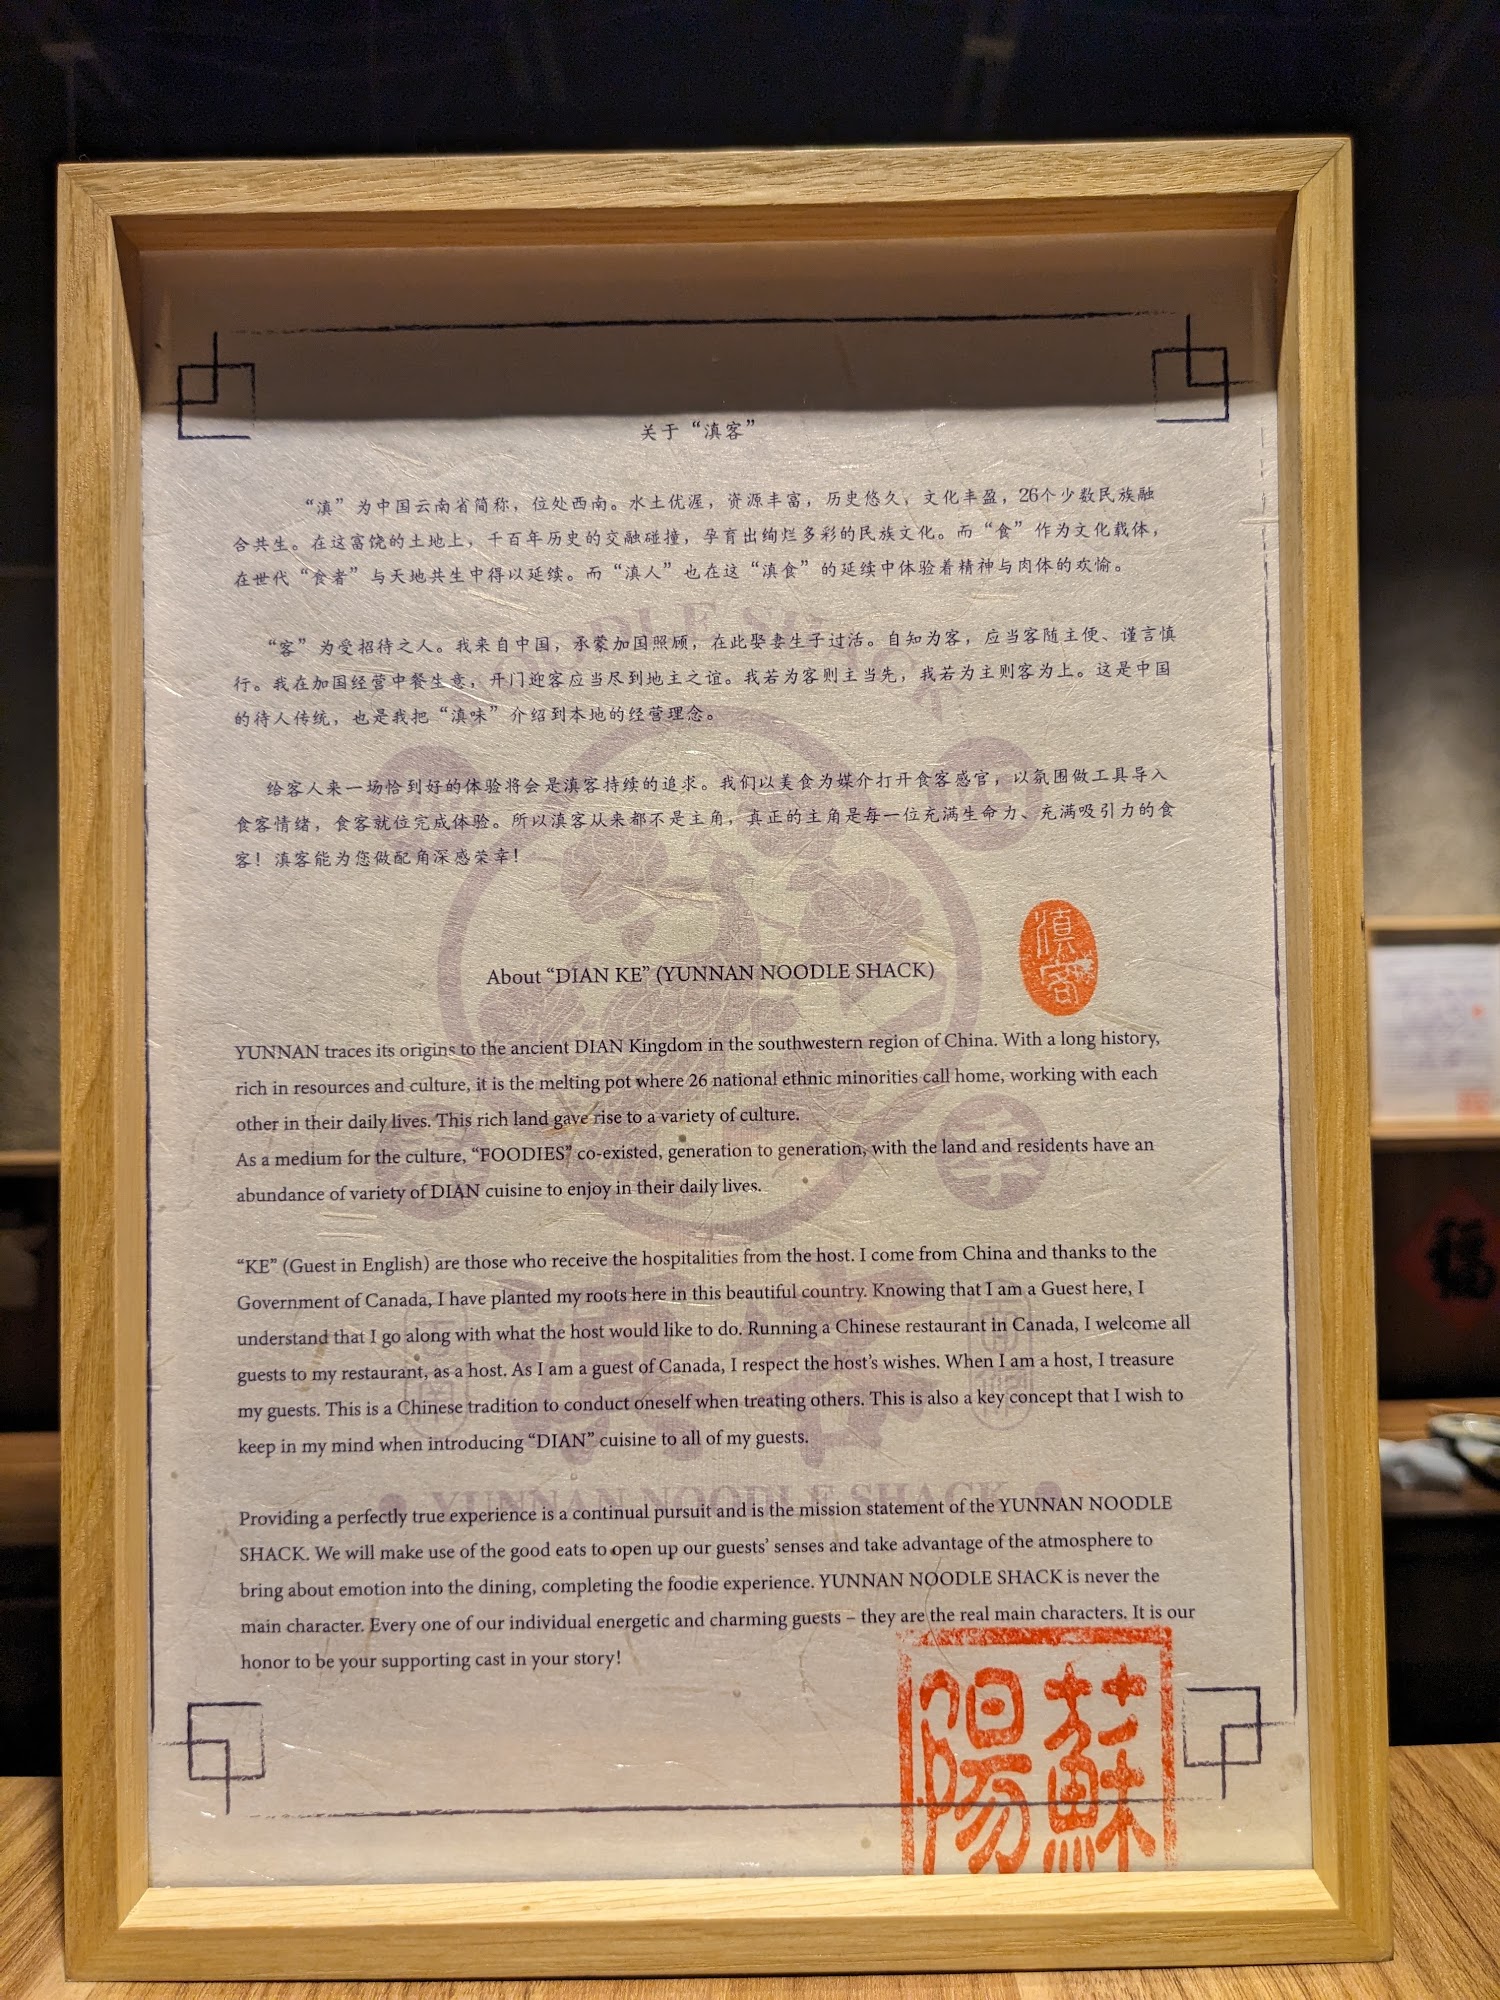 关于“滇客”
“滇”为中国云南省简称，位处西南。水土优渥，资源丰富，历史悠久，文化丰盈，26个少数民族融
合共生。在这富饶的土地上，千百年历史的交融碰撞，孕育出绚烂多彩的民族文化。而“食”作为文化载体，
在世代“食者”与天地共生中得以延续。而“滇人”也在这“滇食”的延续中体验着精神与肉体的欢愉。
“客”为受招待之人。我来自中国，承蒙加国照顾，在此娶妻生子过活。自知为客，应当客随主便、谨言慎
行。我在加国经营中餐生意，开门迎客应当尽到地主之谊。我若为客则主当先，我若为主则客为上。这是中国
的待人传统，也是我把“滇味”介绍到本地的经营理念。
给客人来一场恰到好的体验将会是滇客持续的追求。我们以美食为媒介打开食客感官，以氛围做工具导入
食客情绪，食客就位完成体验。所以滇客从来都不是主角，真正的主角是每一位充满生命力、充满吸引力的食
客！滇客能为您做配角深感荣幸！
滇客
About “DIAN KE” (YUNNAN NOODLE SHACK)
YUNNAN traces its origins to the ancient DIAN Kingdom in the southwestern region of China. With a long history,
rich in resources and culture, it is the melting pot where 26 national ethnic minorities call home, working with each
other in their daily lives. This rich land gave rise to a variety of culture.
As a medium for the culture, “FOODIES” co-existed, generation to generation, with the land and residents have an
abundance of variety of DIAN cuisine to enjoy in their daily lives.
“KE” (Guest in English) are those who receive the hospitalities from the host. I come from China and thanks to the
Government of Canada, I have planted my roots here in this beautiful country. Knowing that I am a Guest here, I
understand that I go along with what the host would like to do. Running a Chinese restaurant in Canada, I welcome all
guests to my restaurant, as a host. As I am a guest of Canada, I respect the host’s wishes. When I am a host, I treasure
my guests. This is a Chinese tradition to conduct oneself when treating others. This is also a key concept that I wish to
keep in my mind when introducing “DIAN” cuisine to all of my guests.
YUNNAN NOODLE SHACK
Providing a perfectly true experience is a continual pursuit and is the mission statement of the YUNNAN NOODLE
SHACK. We will make use of the good eats to open up our guests’ senses and take advantage of the atmosphere to
bring about emotion into the dining, completing the foodie experience. YUNNAN NOODLE SHACK is never the
main character. Every one of our individual energetic and charming guests – they are the real main characters. It is our
honor to be your supporting cast in your story!
蘇陽
福